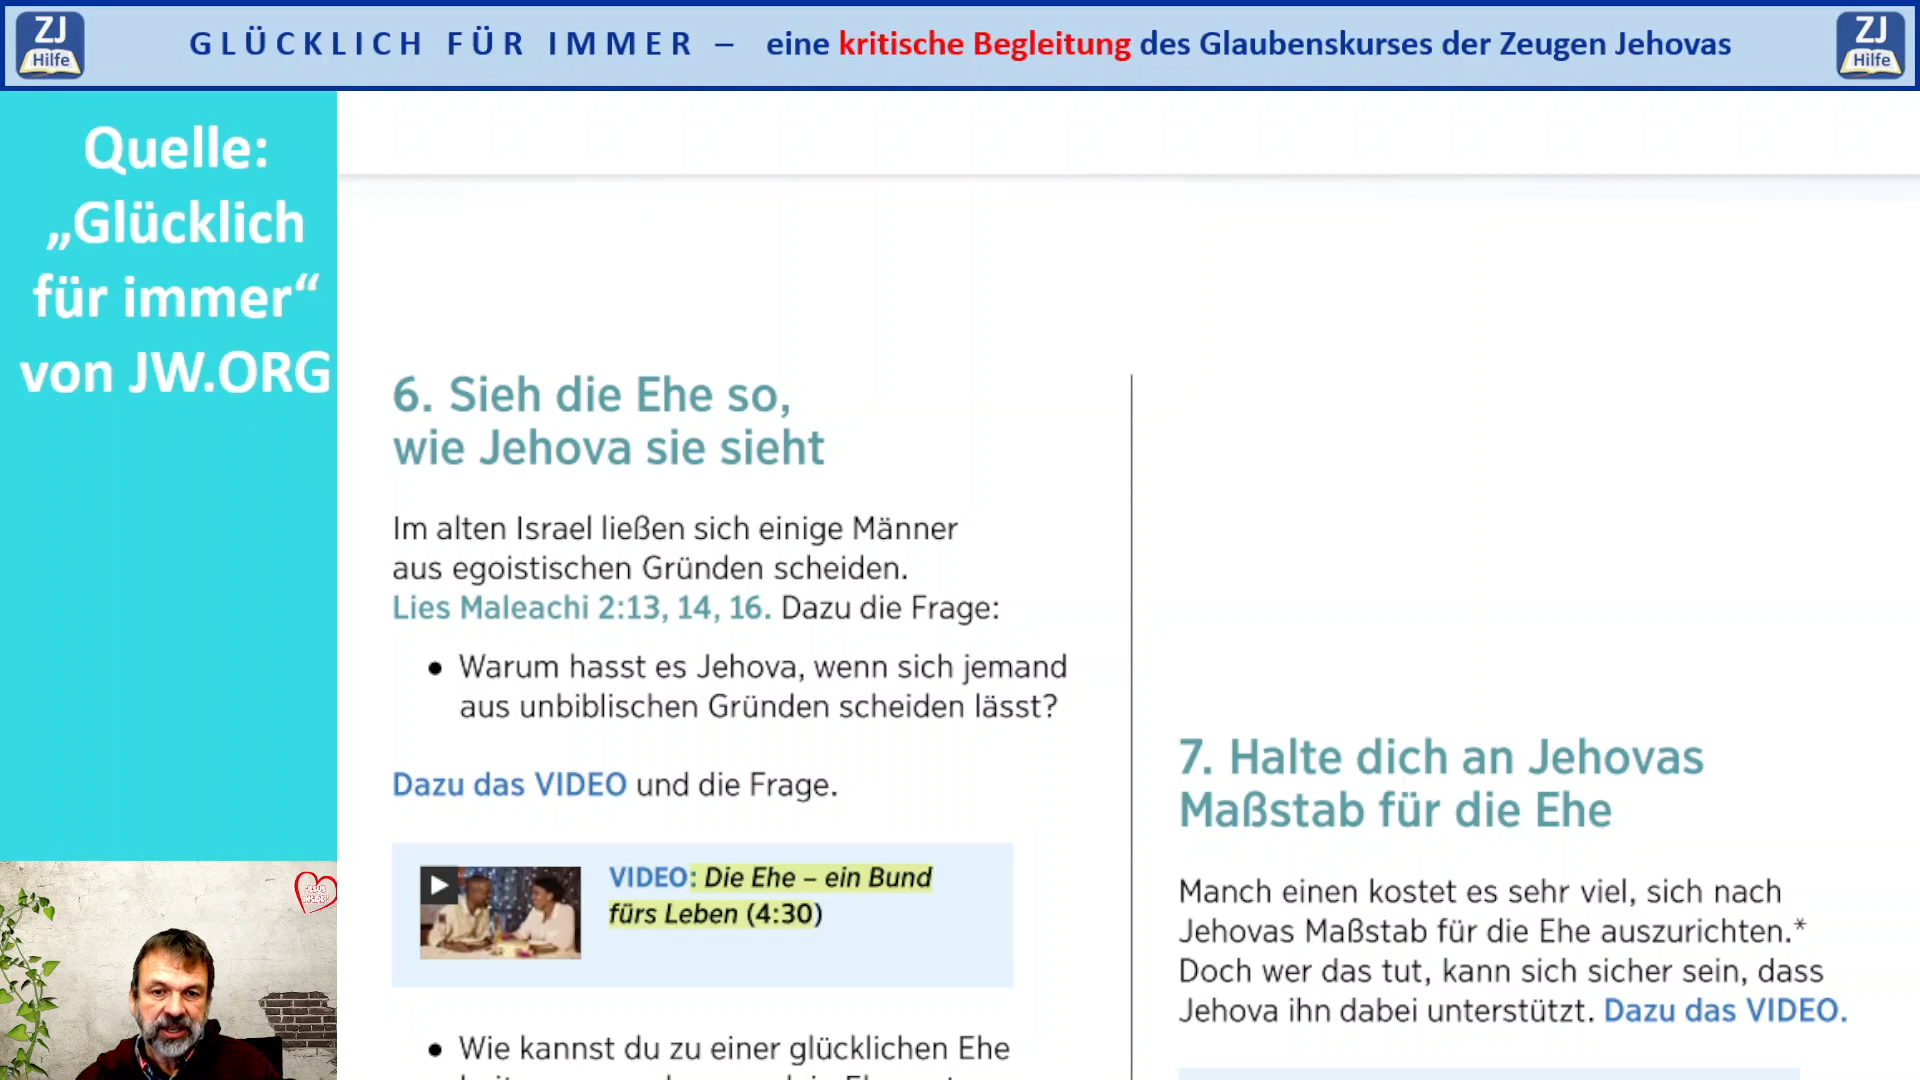 ZJ
Hilfe
GLÜCKLICH FÜR IMMER – eine kritische Begleitung des Glaubenskurses der Zeugen Jehovas
ZJ
Hilfe
Quelle:
„Glücklich
für immer“
von JW.ORG
6. Sieh die Ehe so,
wie Jehova sie sieht
Im alten Israel ließen sich einige Männer
aus egoistischen Gründen scheiden.
Lies Maleachi 2:13, 14, 16. Dazu die Frage:
● Warum hasst es Jehova, wenn sich jemand
aus unbiblischen Gründen scheiden lässt?
Dazu das VIDEO und die Frage.
VIDEO: Die Ehe – ein Bund
fürs Leben (4:30)
● Wie kannst du zu einer glücklichen Ehe
7. Halte dich an Jehovas
Maßstab für die Ehe
Manch einen kostet es sehr viel, sich nach
Jehovas Maßstab für die Ehe auszurichten.*
Doch wer das tut, kann sich sicher sein, dass
Jehova ihn dabei unterstützt. Dazu das VIDEO.